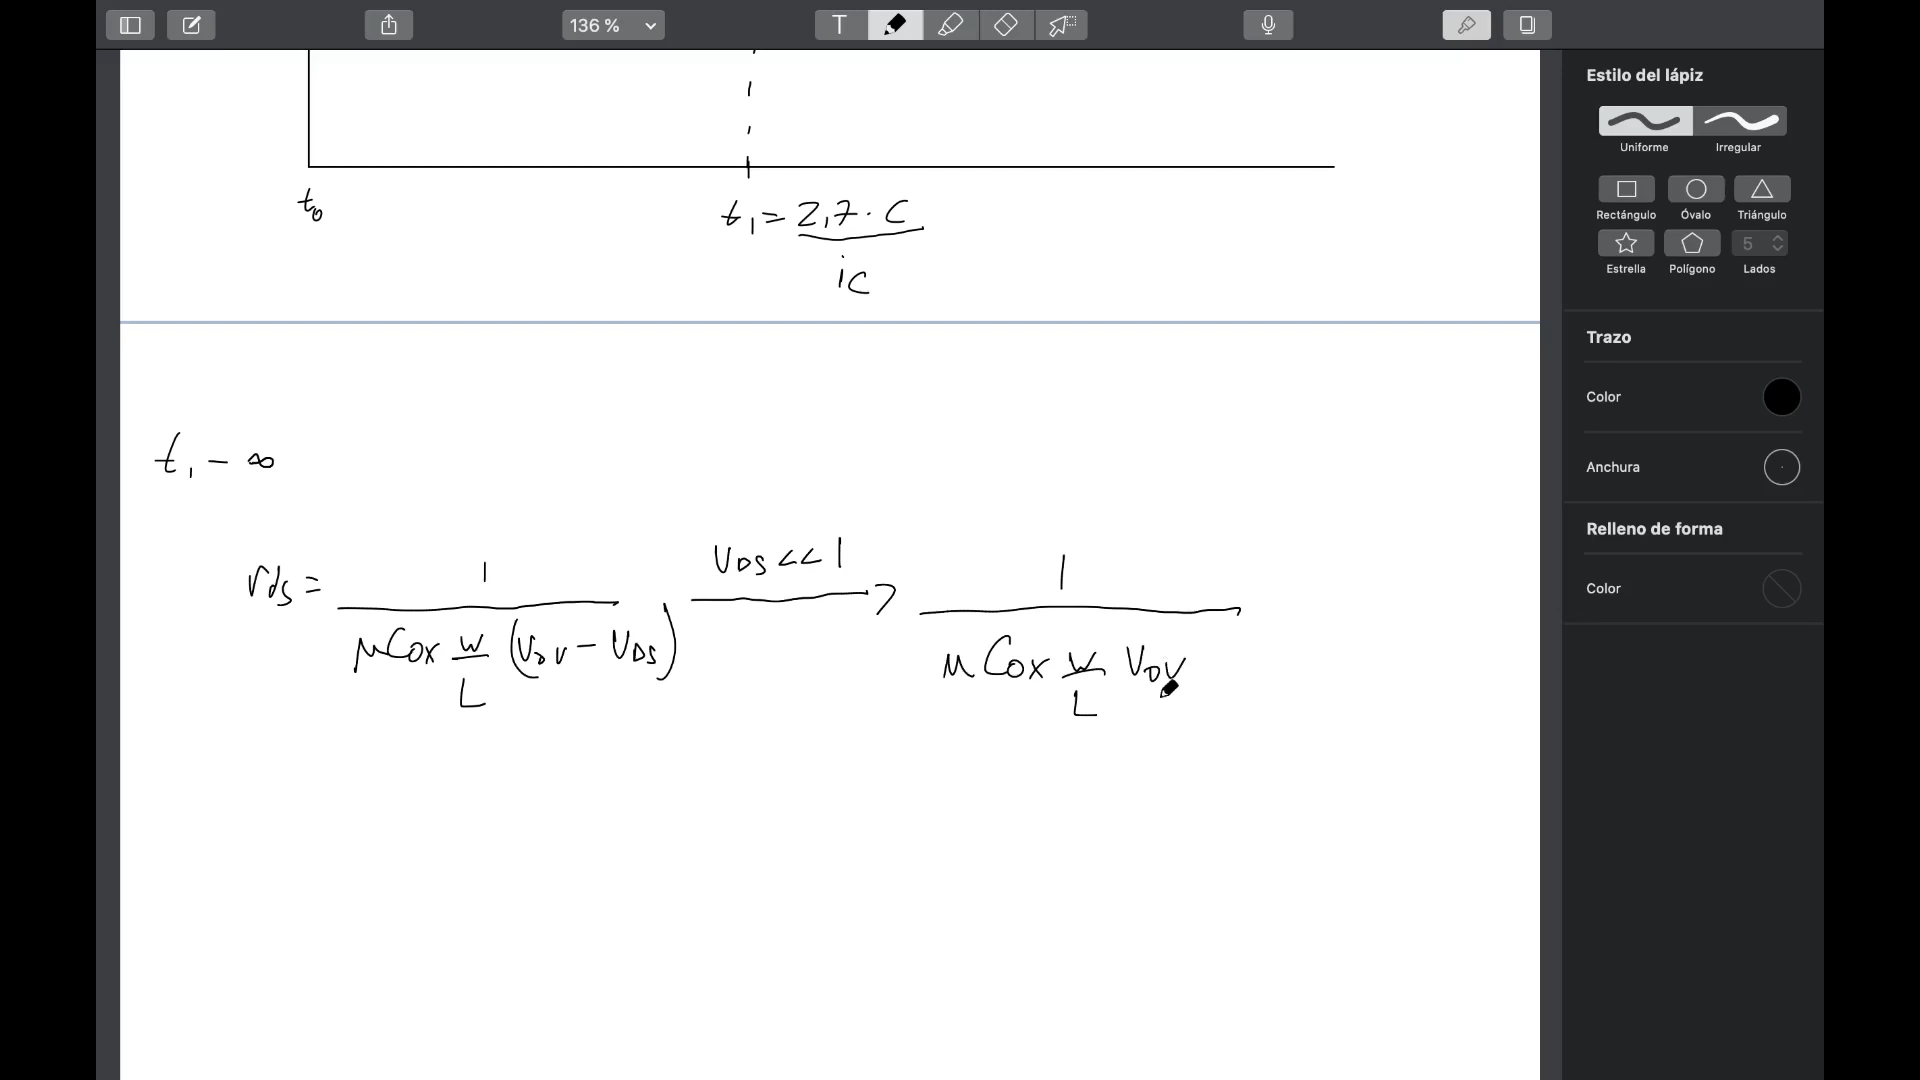 136 %
T
t₀
t₁ = 2,7 · C
ic
t₁ - ∞
rds = 1 / (μCox W/L (Vov - VDS)) VDS << 1 → 1 / (μCox W/L Vov)
Estilo del lápiz
Uniforme Irregular
Rectángulo Óvalo Triángulo
5
Estrella Polígono Lados
Trazo
Color
Anchura
Relleno de forma
Color